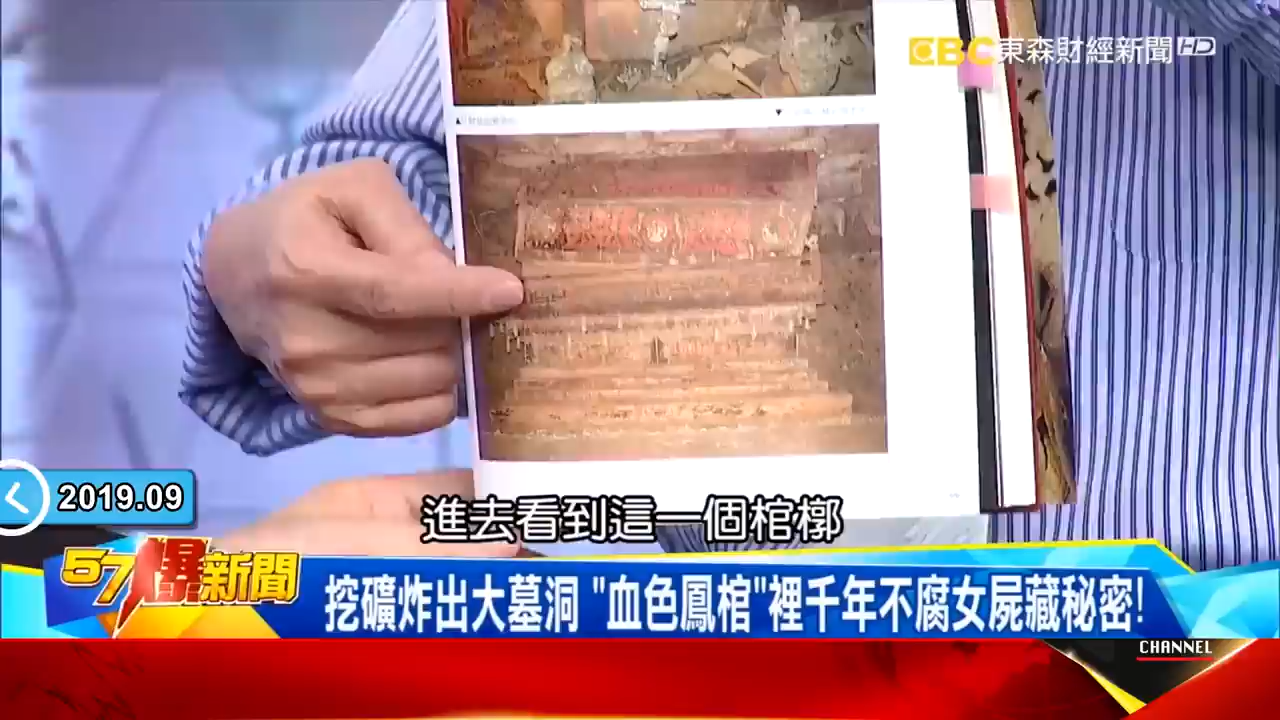 EBC東森財經新聞HD
2019.09
進去看到這一個棺槨
57爆新聞
挖礦炸出大墓洞 "血色鳳棺"裡千年不腐女屍藏秘密!
CHANNEL